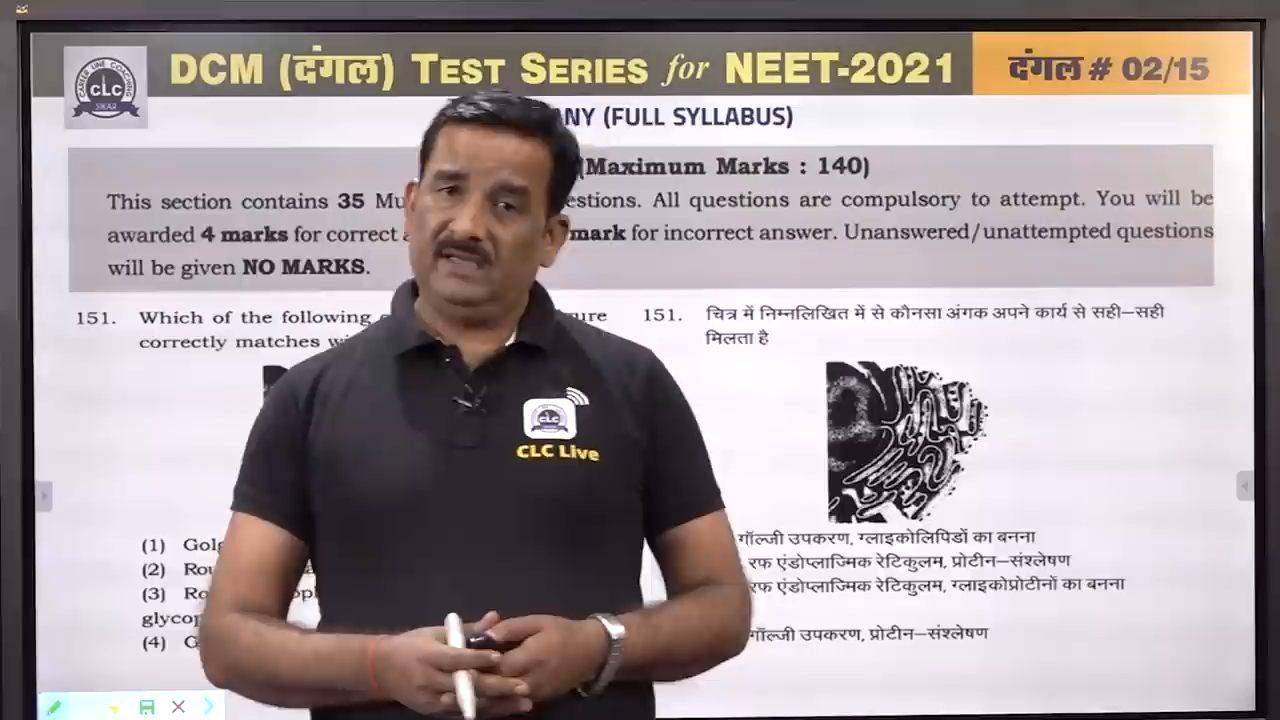 DCM (दंगल) TEST SERIES for NEET-2021
दंगल # 02/15
CLC
SIKAR
ANY (FULL SYLLABUS)
(Maximum Marks : 140)
This section contains 35 Mu estions. All questions are compulsory to attempt. You will be
awarded 4 marks for correct a mark for incorrect answer. Unanswered/unattempted questions
will be given NO MARKS.
151. Which of the following ure
correctly matches wi
(1) Golg
(2) Rou
(3) Ro opl
glycop
(4) G
151. चित्र में निम्नलिखित में से कौनसा अंगक अपने कार्य से सही–सही
मिलता है
गॉल्जी उपकरण, ग्लाइकोलिपिडों का बनना
रफ एंडोप्लाज्मिक रेटिकुलम, प्रोटीन–संश्लेषण
रफ एंडोप्लाज्मिक रेटिकुलम, ग्लाइकोप्रोटीनों का बनना
गॉल्जी उपकरण, प्रोटीन–संश्लेषण
CLC
CLC Live